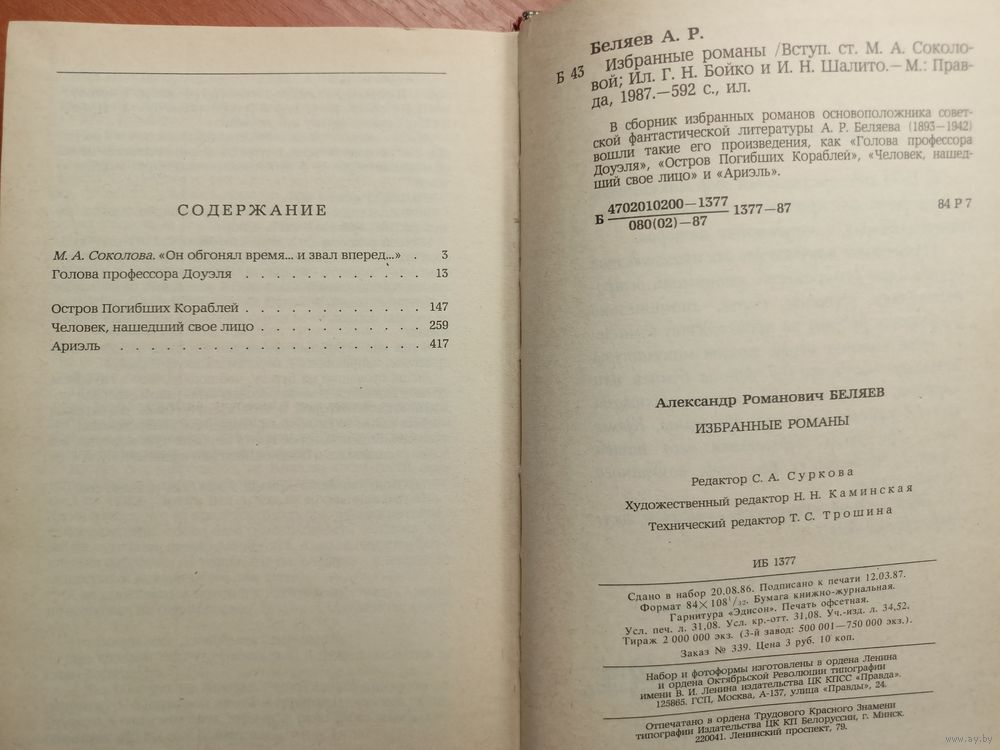 СОДЕРЖАНИЕ
М. А. Соколова. «Он обгонял время... и звал вперед...» . 3
Голова профессора Доуэля . . . . . . . . . . . . 13
Остров Погибших Кораблей . . . . . . . . . . . . 147
Человек, нашедший свое лицо . . . . . . . . . . . 259
Ариэль . . . . . . . . . . . . . . . . . . . . 417
Беляев А. Р.
Б 43 Избранные романы /Вступ. ст. М. А. Соколо-
вой; Ил. Г. Н. Бойко и И. Н. Шалито.— М.: Прав-
да, 1987.—592 с., ил.
В сборник избранных романов основоположника совет-
ской фантастической литературы А. Р. Беляева (1893—1942)
вошли такие его произведения, как «Голова профессора
Доуэля», «Остров Погибших Кораблей», «Человек, нашед-
ший свое лицо» и «Ариэль».
Б 4702010200—1377 1377—87 84 Р 7
080(02)—87
Александр Романович БЕЛЯЕВ
ИЗБРАННЫЕ РОМАНЫ
Редактор С. А. Суркова
Художественный редактор Н. Н. Каминская
Технический редактор Т. С. Трошина
ИБ 1377
Сдано в набор 20.08.86. Подписано к печати 12.03.87.
Формат 84×108¹/₃₂. Бумага книжно-журнальная.
Гарнитура «Эдисон». Печать офсетная.
Усл. печ. л. 31,08. Усл. кр.-отт. 31,08. Уч.-изд. л. 34,52.
Тираж 2 000 000 экз. (3-й завод: 500 001—750 000 экз.).
Заказ № 339. Цена 3 руб. 10 коп.
Набор и фотоформы изготовлены в ордена Ленина
и ордена Октябрьской Революции типографии
имени В. И. Ленина издательства ЦК КПСС «Правда».
125865. ГСП, Москва, А-137, улица «Правды», 24.
Отпечатано в ордена Трудового Красного Знамени
типографии Издательства ЦК КП Белоруссии, г. Минск.
220041. Ленинский проспект, 79.
www.ay.by